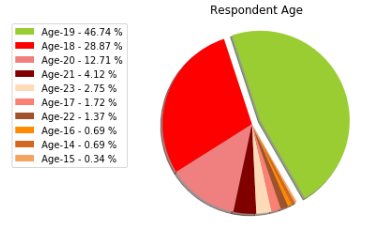 Respondent Age
Age-19 - 46.74 %
Age-18 - 28.87 %
Age-20 - 12.71 %
Age-21 - 4.12 %
Age-23 - 2.75 %
Age-17 - 1.72 %
Age-22 - 1.37 %
Age-16 - 0.69 %
Age-14 - 0.69 %
Age-15 - 0.34 %